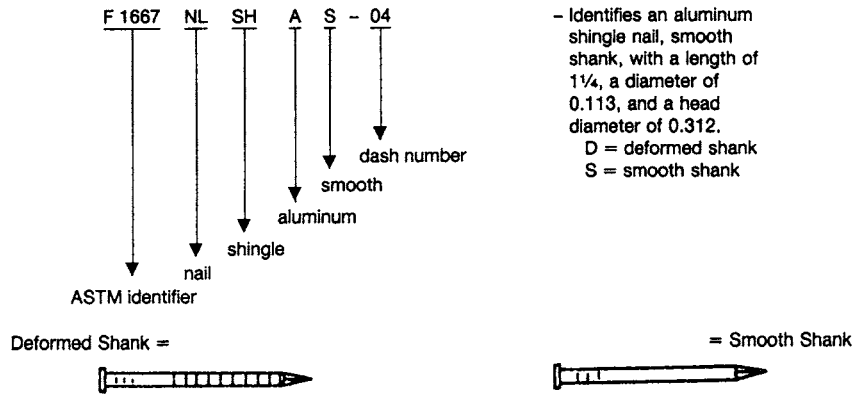 F 1667 NL SH A S - 04
dash number
smooth
aluminum
shingle
nail
ASTM identifier
– Identifies an aluminum
shingle nail, smooth
shank, with a length of
1¼, a diameter of
0.113, and a head
diameter of 0.312.
D = deformed shank
S = smooth shank
Deformed Shank =
= Smooth Shank